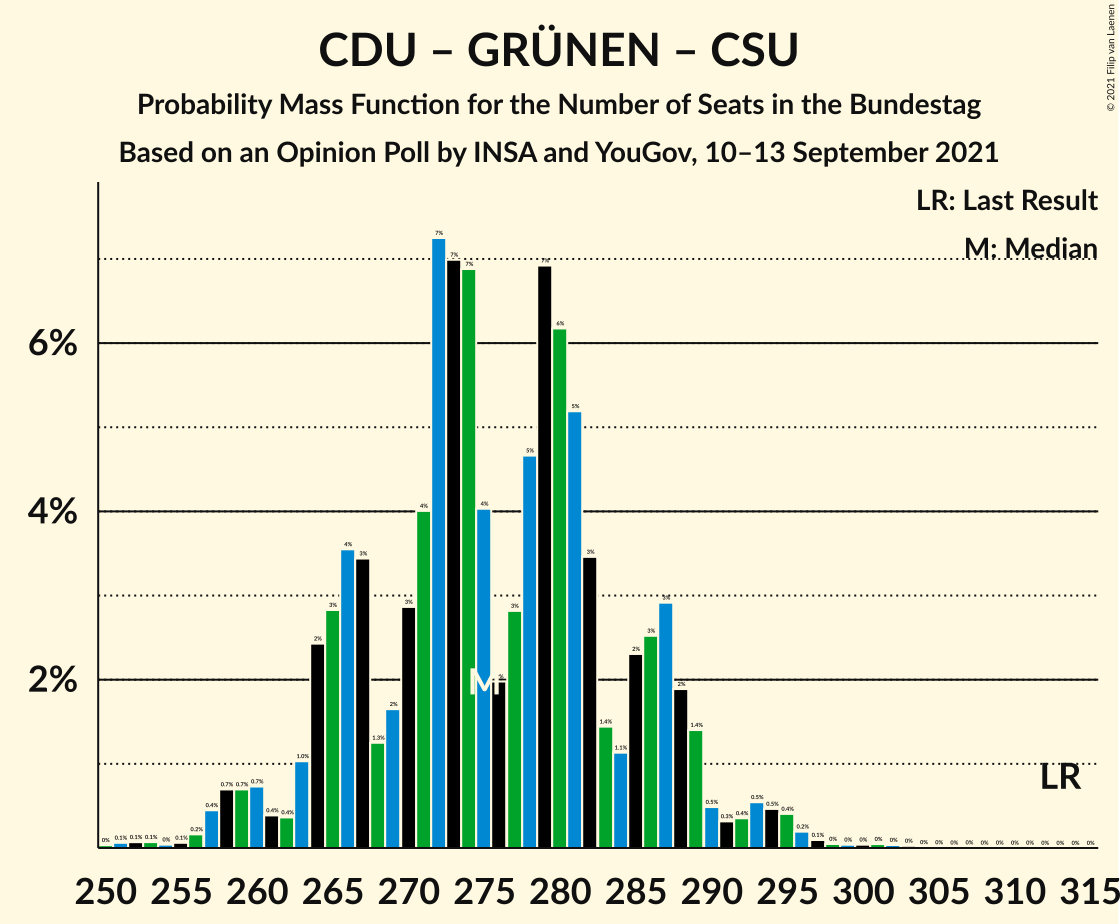 CDU – GRÜNEN – CSU
Probability Mass Function for the Number of Seats in the Bundestag
Based on an Opinion Poll by INSA and YouGov, 10–13 September 2021
© 2021 Filip van Laenen
LR: Last Result
M: Median
6%
4%
2%
0% 0.1% 0.1% 0.1% 0% 0.1% 0.2% 0.4% 0.7% 0.7% 0.7% 0.4% 0.4% 1.0% 2% 3% 4% 3% 1.3% 2% 3% 4% 7% 7% 7% 4% 2% 3% 5% 7% 6% 5% 3% 1.4% 1.1% 2% 3% 3% 2% 1.4% 0.5% 0.3% 0.4% 0.5% 0.5% 0.4% 0.2% 0.1% 0% 0% 0% 0% 0% 0% 0% 0% 0% 0% 0% 0% 0% 0% 0% 0% 0% 0%
M
LR
250 255 260 265 270 275 280 285 290 295 300 305 310 315